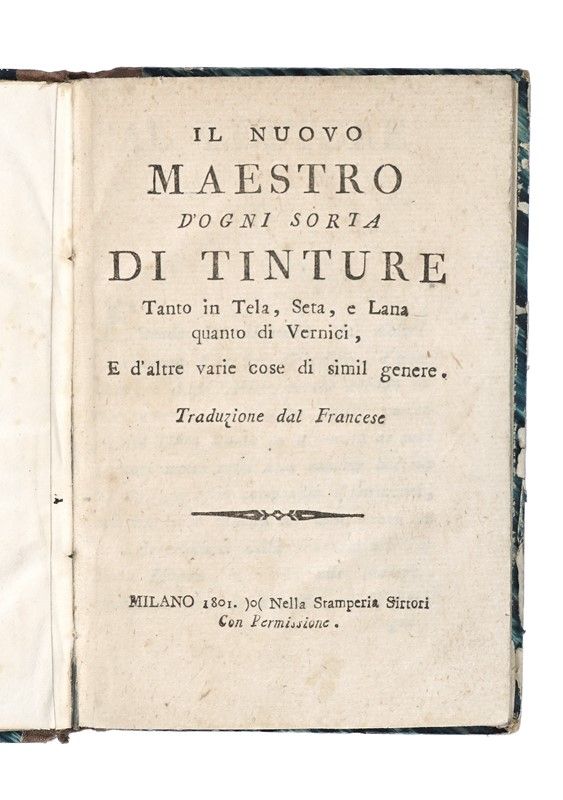 IL NUOVO
MAESTRO
D'OGNI SORTA
DI TINTURE
Tanto in Tela, Seta, e Lana
quanto di Vernici,
E d'altre varie cose di simil genere.
Traduzione dal Francese
MILANO 1801. )o( Nella Stamperia Sirtori
Con Permissione.